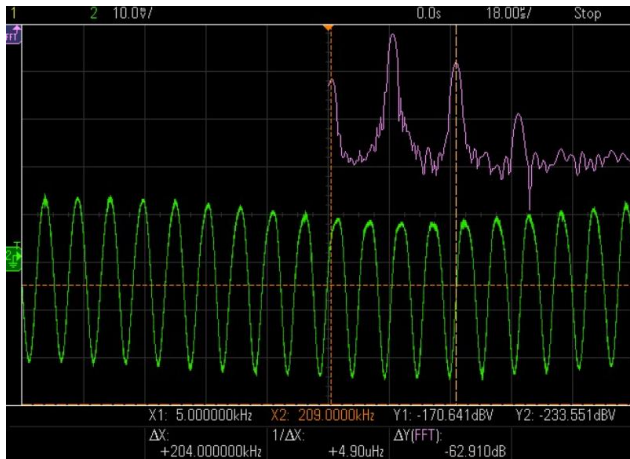 1 2 10.0V/ 0.0s 18.00s/ Stop
X1: 5.000000kHz X2: 209.0000kHz Y1: -170.641dBV Y2: -233.551dBV
ΔX: 1/ΔX: ΔY(FFT):
+204.000000kHz +4.90uHz -62.910dB